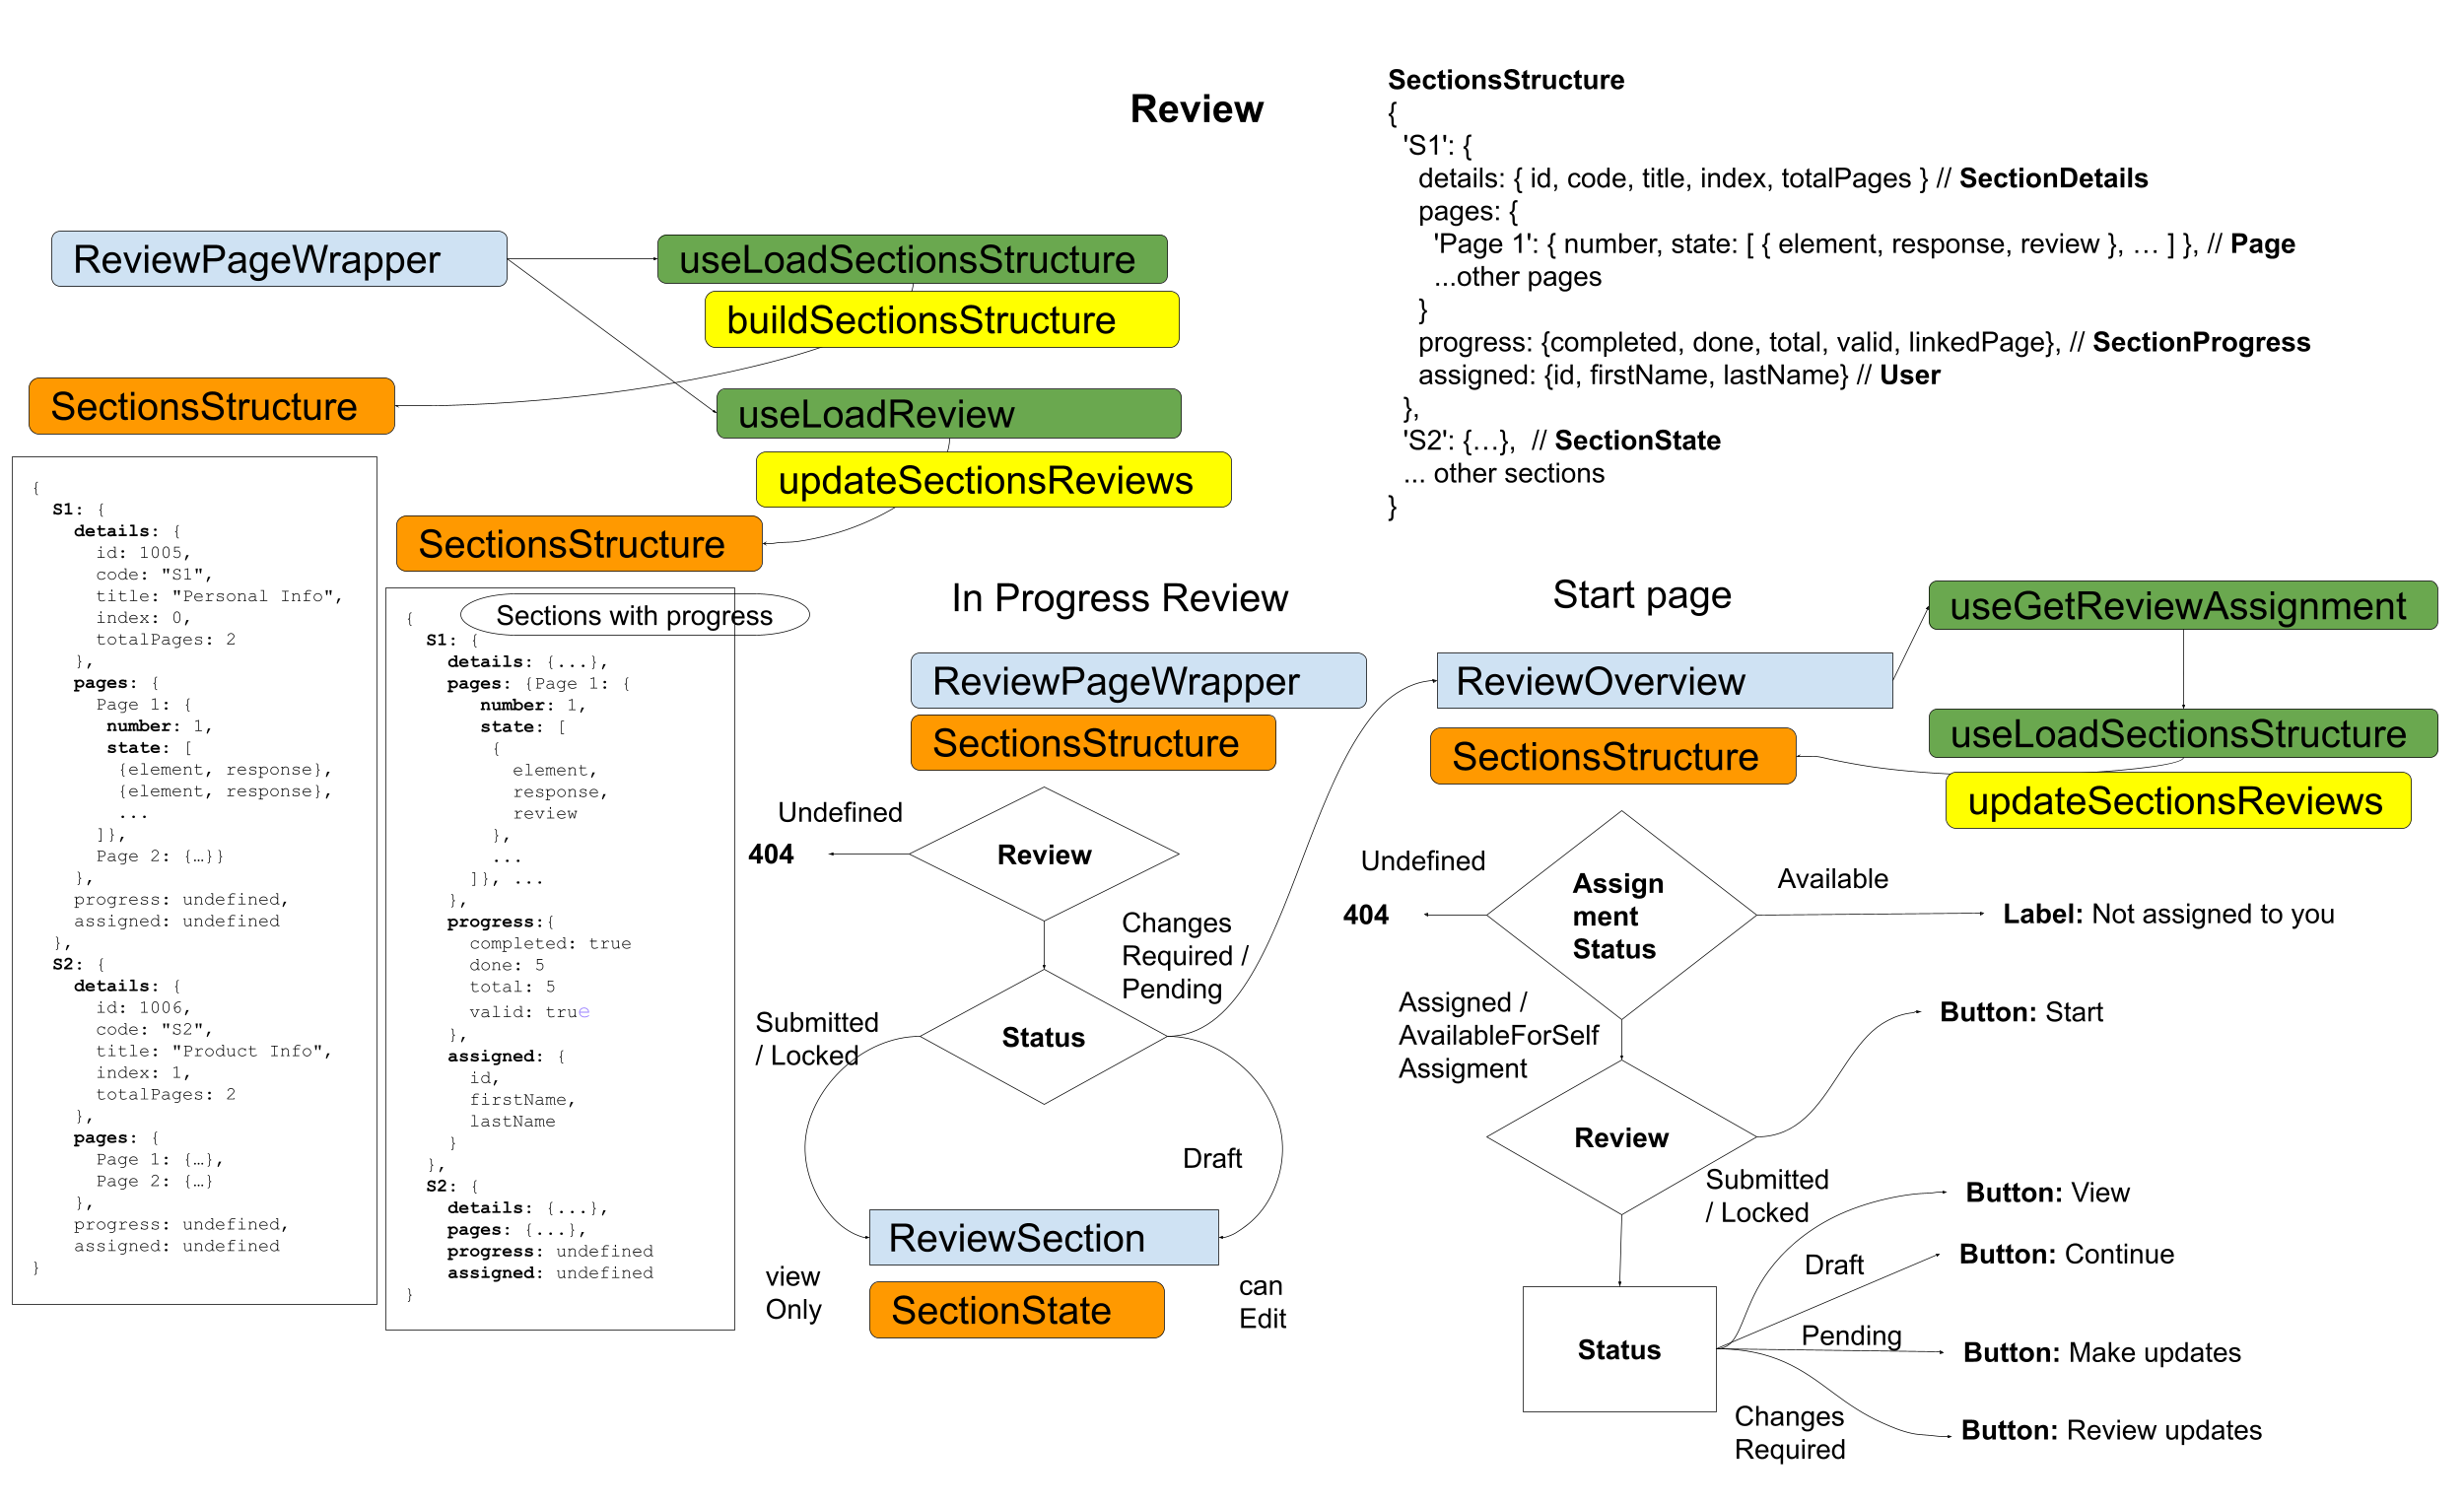 Review
SectionsStructure
{
'S1': {
details: { id, code, title, index, totalPages } // SectionDetails
pages: {
'Page 1': { number, state: [ { element, response, review }, … ] }, // Page
...other pages
}
progress: {completed, done, total, valid, linkedPage}, // SectionProgress
assigned: {id, firstName, lastName} // User
},
'S2': {…},  // SectionState
... other sections
}
ReviewPageWrapper
useLoadSectionsStructure
buildSectionsStructure
SectionsStructure
useLoadReview
updateSectionsReviews
SectionsStructure
{
S1: {
details: {
id: 1005,
code: "S1",
title: "Personal Info",
index: 0,
totalPages: 2
},
pages: {
Page 1: {
number: 1,
state: [
{element, response},
{element, response},
...
]},
Page 2: {…}}
},
progress: undefined,
assigned: undefined
},
S2: {
details: {
id: 1006,
code: "S2",
title: "Product Info",
index: 1,
totalPages: 2
},
pages: {
Page 1: {…},
Page 2: {…}
},
progress: undefined,
assigned: undefined
}
Sections with progress
{
S1: {
details: {...},
pages: {Page 1: {
number: 1,
state: [
{
element,
response,
review
},
...
]}, ...
},
progress:{
completed: true
done: 5
total: 5
valid: true
},
assigned: {
id,
firstName,
lastName
}
},
S2: {
details: {...},
pages: {...},
progress: undefined
assigned: undefined
}
In Progress Review
ReviewPageWrapper
SectionsStructure
Undefined
404
Review
Changes
Required /
Pending
Submitted
/ Locked
Status
Draft
ReviewSection
view
Only
SectionState
can
Edit
Start page
useGetReviewAssignment
ReviewOverview
useLoadSectionsStructure
SectionsStructure
updateSectionsReviews
Undefined
404
Assign
ment
Status
Available
Label: Not assigned to you
Assigned /
AvailableForSelf
Assigment
Button: Start
Review
Submitted
/ Locked
Button: View
Draft
Button: Continue
Status
Pending
Button: Make updates
Changes
Required
Button: Review updates